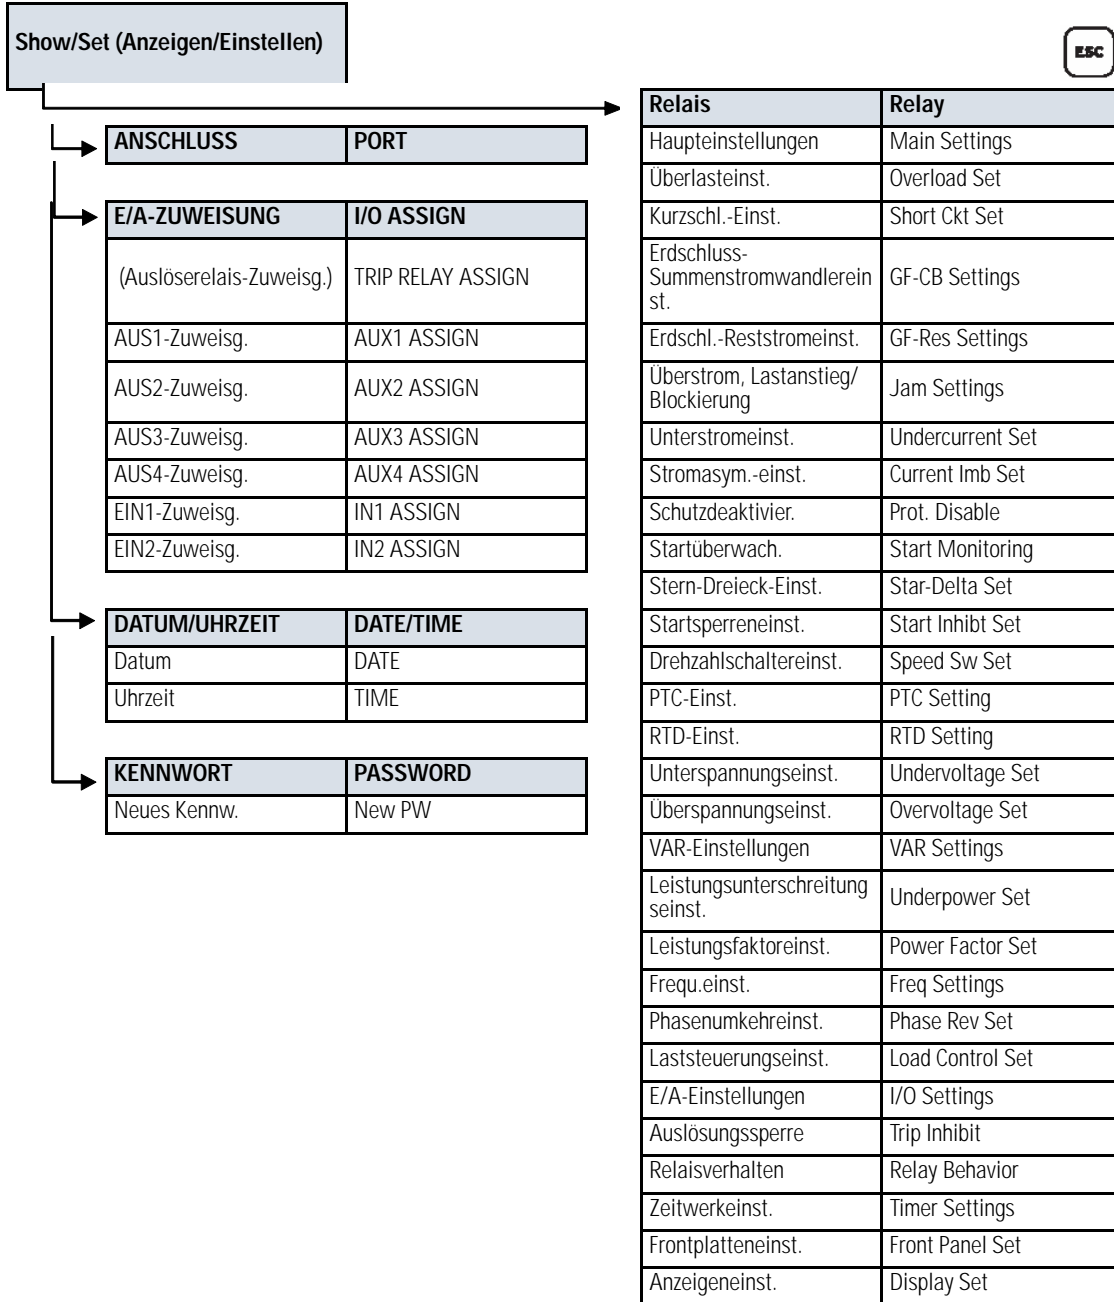 Show/Set (Anzeigen/Einstellen)
ESC
ANSCHLUSS PORT
E/A-ZUWEISUNG I/O ASSIGN
(Auslöserelais-Zuweisg.) TRIP RELAY ASSIGN
AUS1-Zuweisg. AUX1 ASSIGN
AUS2-Zuweisg. AUX2 ASSIGN
AUS3-Zuweisg. AUX3 ASSIGN
AUS4-Zuweisg. AUX4 ASSIGN
EIN1-Zuweisg. IN1 ASSIGN
EIN2-Zuweisg. IN2 ASSIGN
DATUM/UHRZEIT DATE/TIME
Datum DATE
Uhrzeit TIME
KENNWORT PASSWORD
Neues Kennw. New PW
Relais Relay
Haupteinstellungen Main Settings
Überlasteinst. Overload Set
Kurzschl.-Einst. Short Ckt Set
Erdschluss-
Summenstromwandlerein GF-CB Settings
st.
Erdschl.-Reststromeinst. GF-Res Settings
Überstrom, Lastanstieg/
Blockierung Jam Settings
Unterstromeinst. Undercurrent Set
Stromasym.-einst. Current Imb Set
Schutzdeaktivier. Prot. Disable
Startüberwach. Start Monitoring
Stern-Dreieck-Einst. Star-Delta Set
Startsperreneinst. Start Inhibt Set
Drehzahlschaltereinst. Speed Sw Set
PTC-Einst. PTC Setting
RTD-Einst. RTD Setting
Unterspannungseinst. Undervoltage Set
Überspannungseinst. Overvoltage Set
VAR-Einstellungen VAR Settings
Leistungsunterschreitung
seinst. Underpower Set
Leistungsfaktoreinst. Power Factor Set
Frequ.einst. Freq Settings
Phasenumkehreinst. Phase Rev Set
Laststeuerungseinst. Load Control Set
E/A-Einstellungen I/O Settings
Auslösungssperre Trip Inhibit
Relaisverhalten Relay Behavior
Zeitwerkeinst. Timer Settings
Frontplatteneinst. Front Panel Set
Anzeigeneinst. Display Set